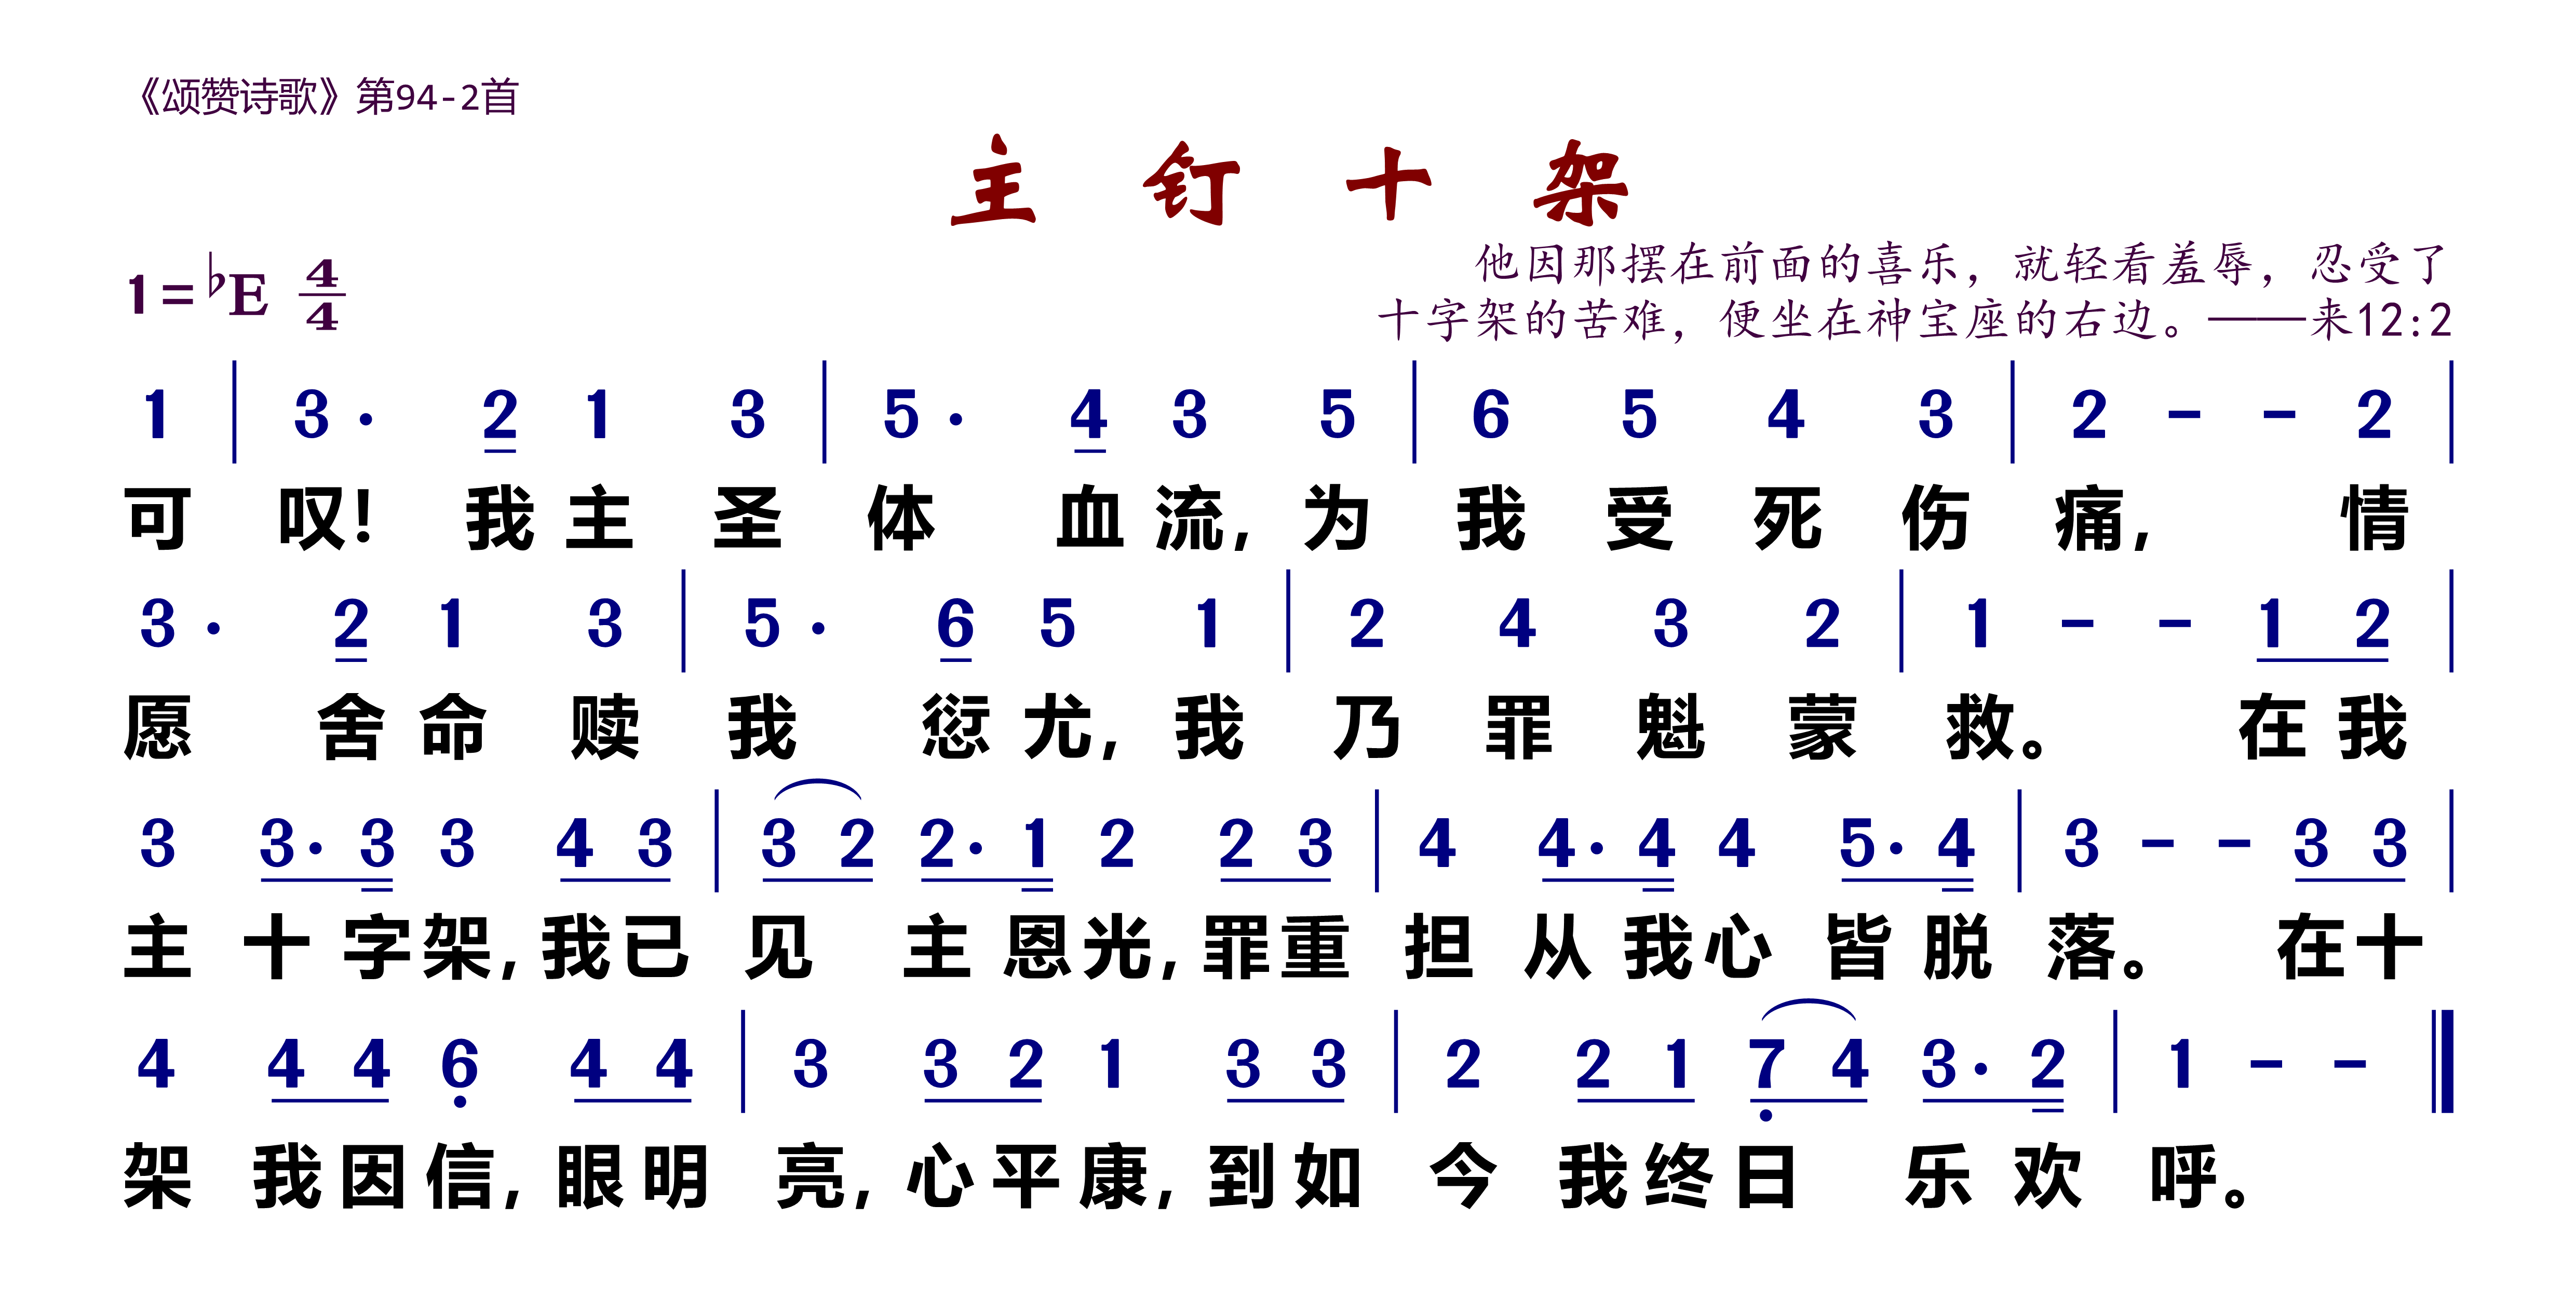 《颂赞诗歌》第94-2首
主 钉 十 架
他因那摆在前面的喜乐，就轻看羞辱，忍受了
1=♭E 4/4
十字架的苦难，便坐在神宝座的右边。——来12:2
1 | 3· 2 1 3 | 5· 4 3 5 | 6 5 4 3 | 2 - - 2 |
可 叹！ 我 主 圣 体 血 流，为 我 受 死 伤 痛， 情
3· 2 1 3 | 5· 6 5 1 | 2 4 3 2 | 1 - - 1 2 |
愿 舍 命 赎 我 愆 尤，我 乃 罪 魁 蒙 救。 在 我
3 3· 3 3 4 3 | 3 2 2· 1 2 2 3 | 4 4· 4 4 5· 4 | 3 - - 3 3 |
主 十 字 架，我 已 见 主 恩 光，罪 重 担 从 我 心 皆 脱 落。 在 十
4 4 4 6̣ 4 4 | 3 3 2 1 3 3 | 2 2 1 7̣ 4 3· 2 | 1 - - ‖
架 我 因 信，眼 明 亮，心 平 康，到 如 今 我 终 日 乐 欢 呼。